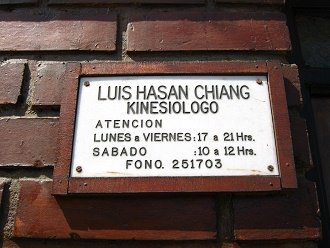 LUIS HASAN CHIANG
KINESIOLOGO
ATENCION
LUNES a VIERNES: 17 a 21 Hrs.
SABADO : 10 a 12 Hrs.
FONO. 251703